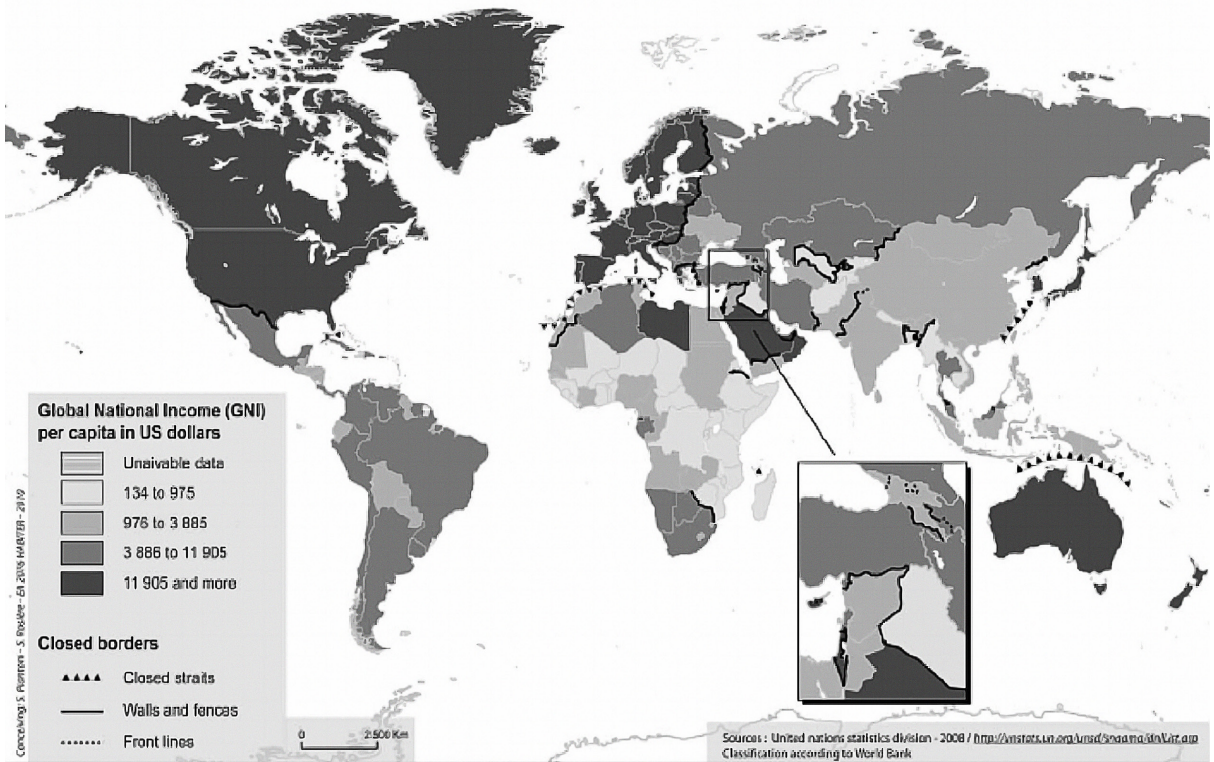 Global National Income (GNI)
per capita in US dollars
Unaivable data
134 to 975
976 to 3 885
3 886 to 11 905
11 905 and more
Closed borders
Closed straits
Walls and fences
Front lines
0 2 500 Km
Sources : United nations statistics division - 2008 /
Classification according to World Bank